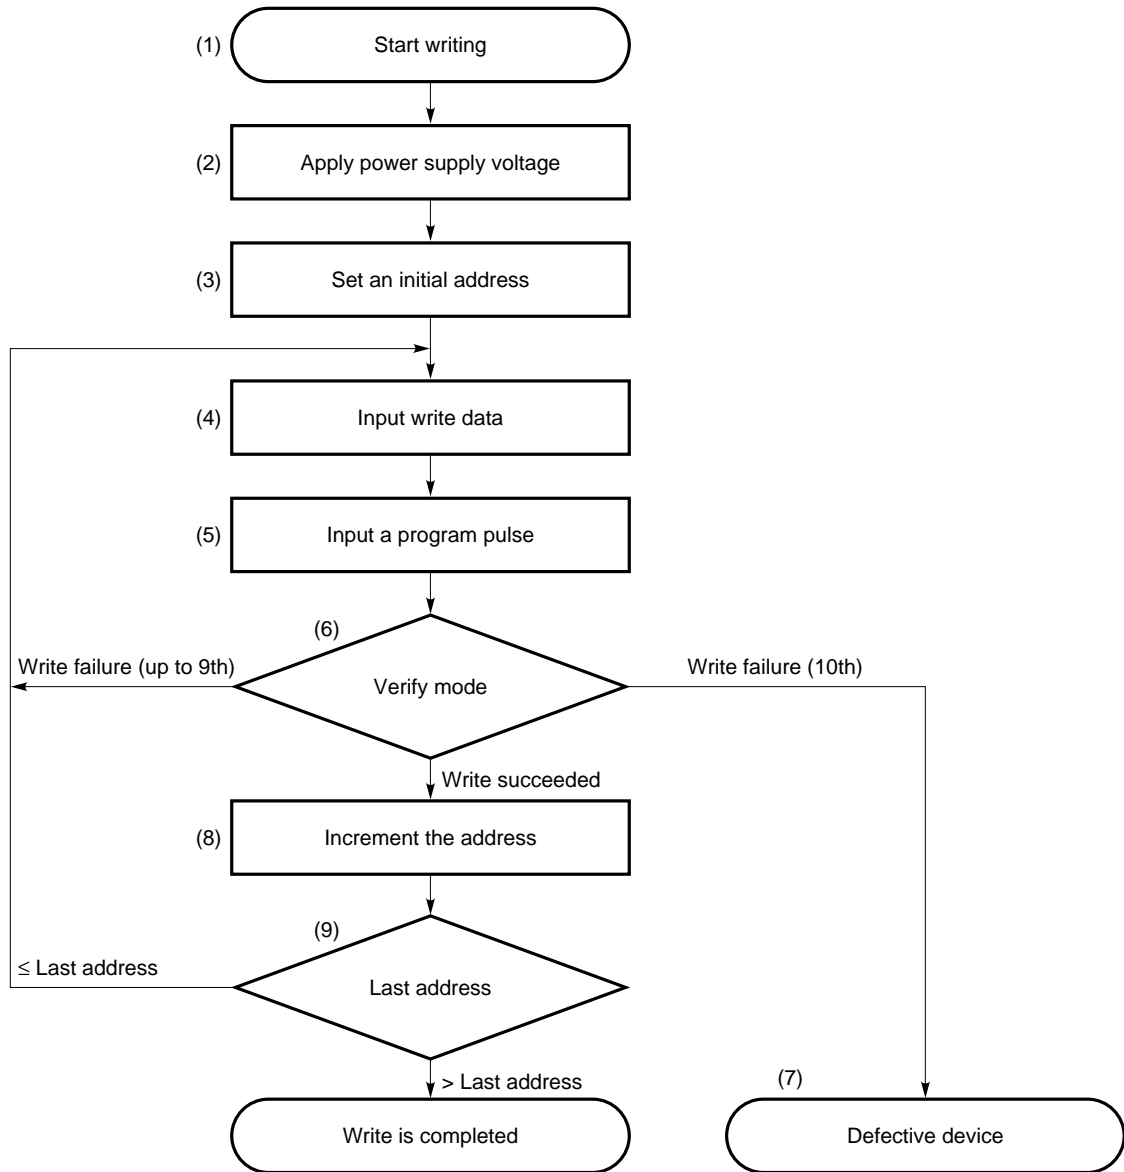 (1) Start writing
(2) Apply power supply voltage
(3) Set an initial address
(4) Input write data
(5) Input a program pulse
(6)
Write failure (up to 9th) Verify mode Write failure (10th)
Write succeeded
(8) Increment the address
(9)
≤ Last address Last address
> Last address
(7)
Write is completed Defective device